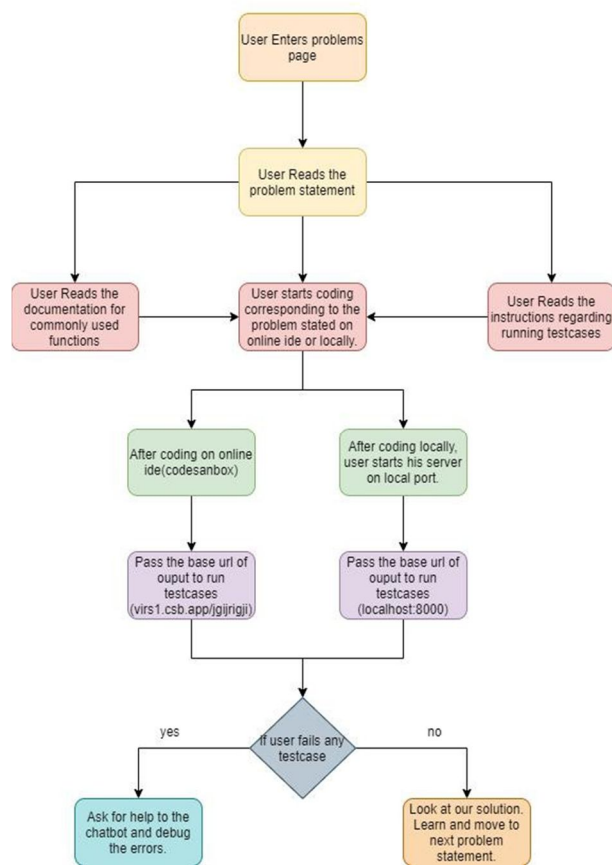 User Enters problems
page
User Reads the
problem statement
User Reads the
documentation for
commonly used
functions
User starts coding
corresponding to the
problem stated on
online ide or locally.
User Reads the
instructions regarding
running testcases
After coding on online
ide(codesanbox)
After coding locally,
user starts his server
on local port.
Pass the base url of
ouput to run
testcases
(virs1.csb.app/jgijrigji)
Pass the base url of
ouput to run
testcases
(localhost:8000)
If user fails any
testcase
yes
no
Ask for help to the
chatbot and debug
the errors.
Look at our solution.
Learn and move to
next problem
statement.